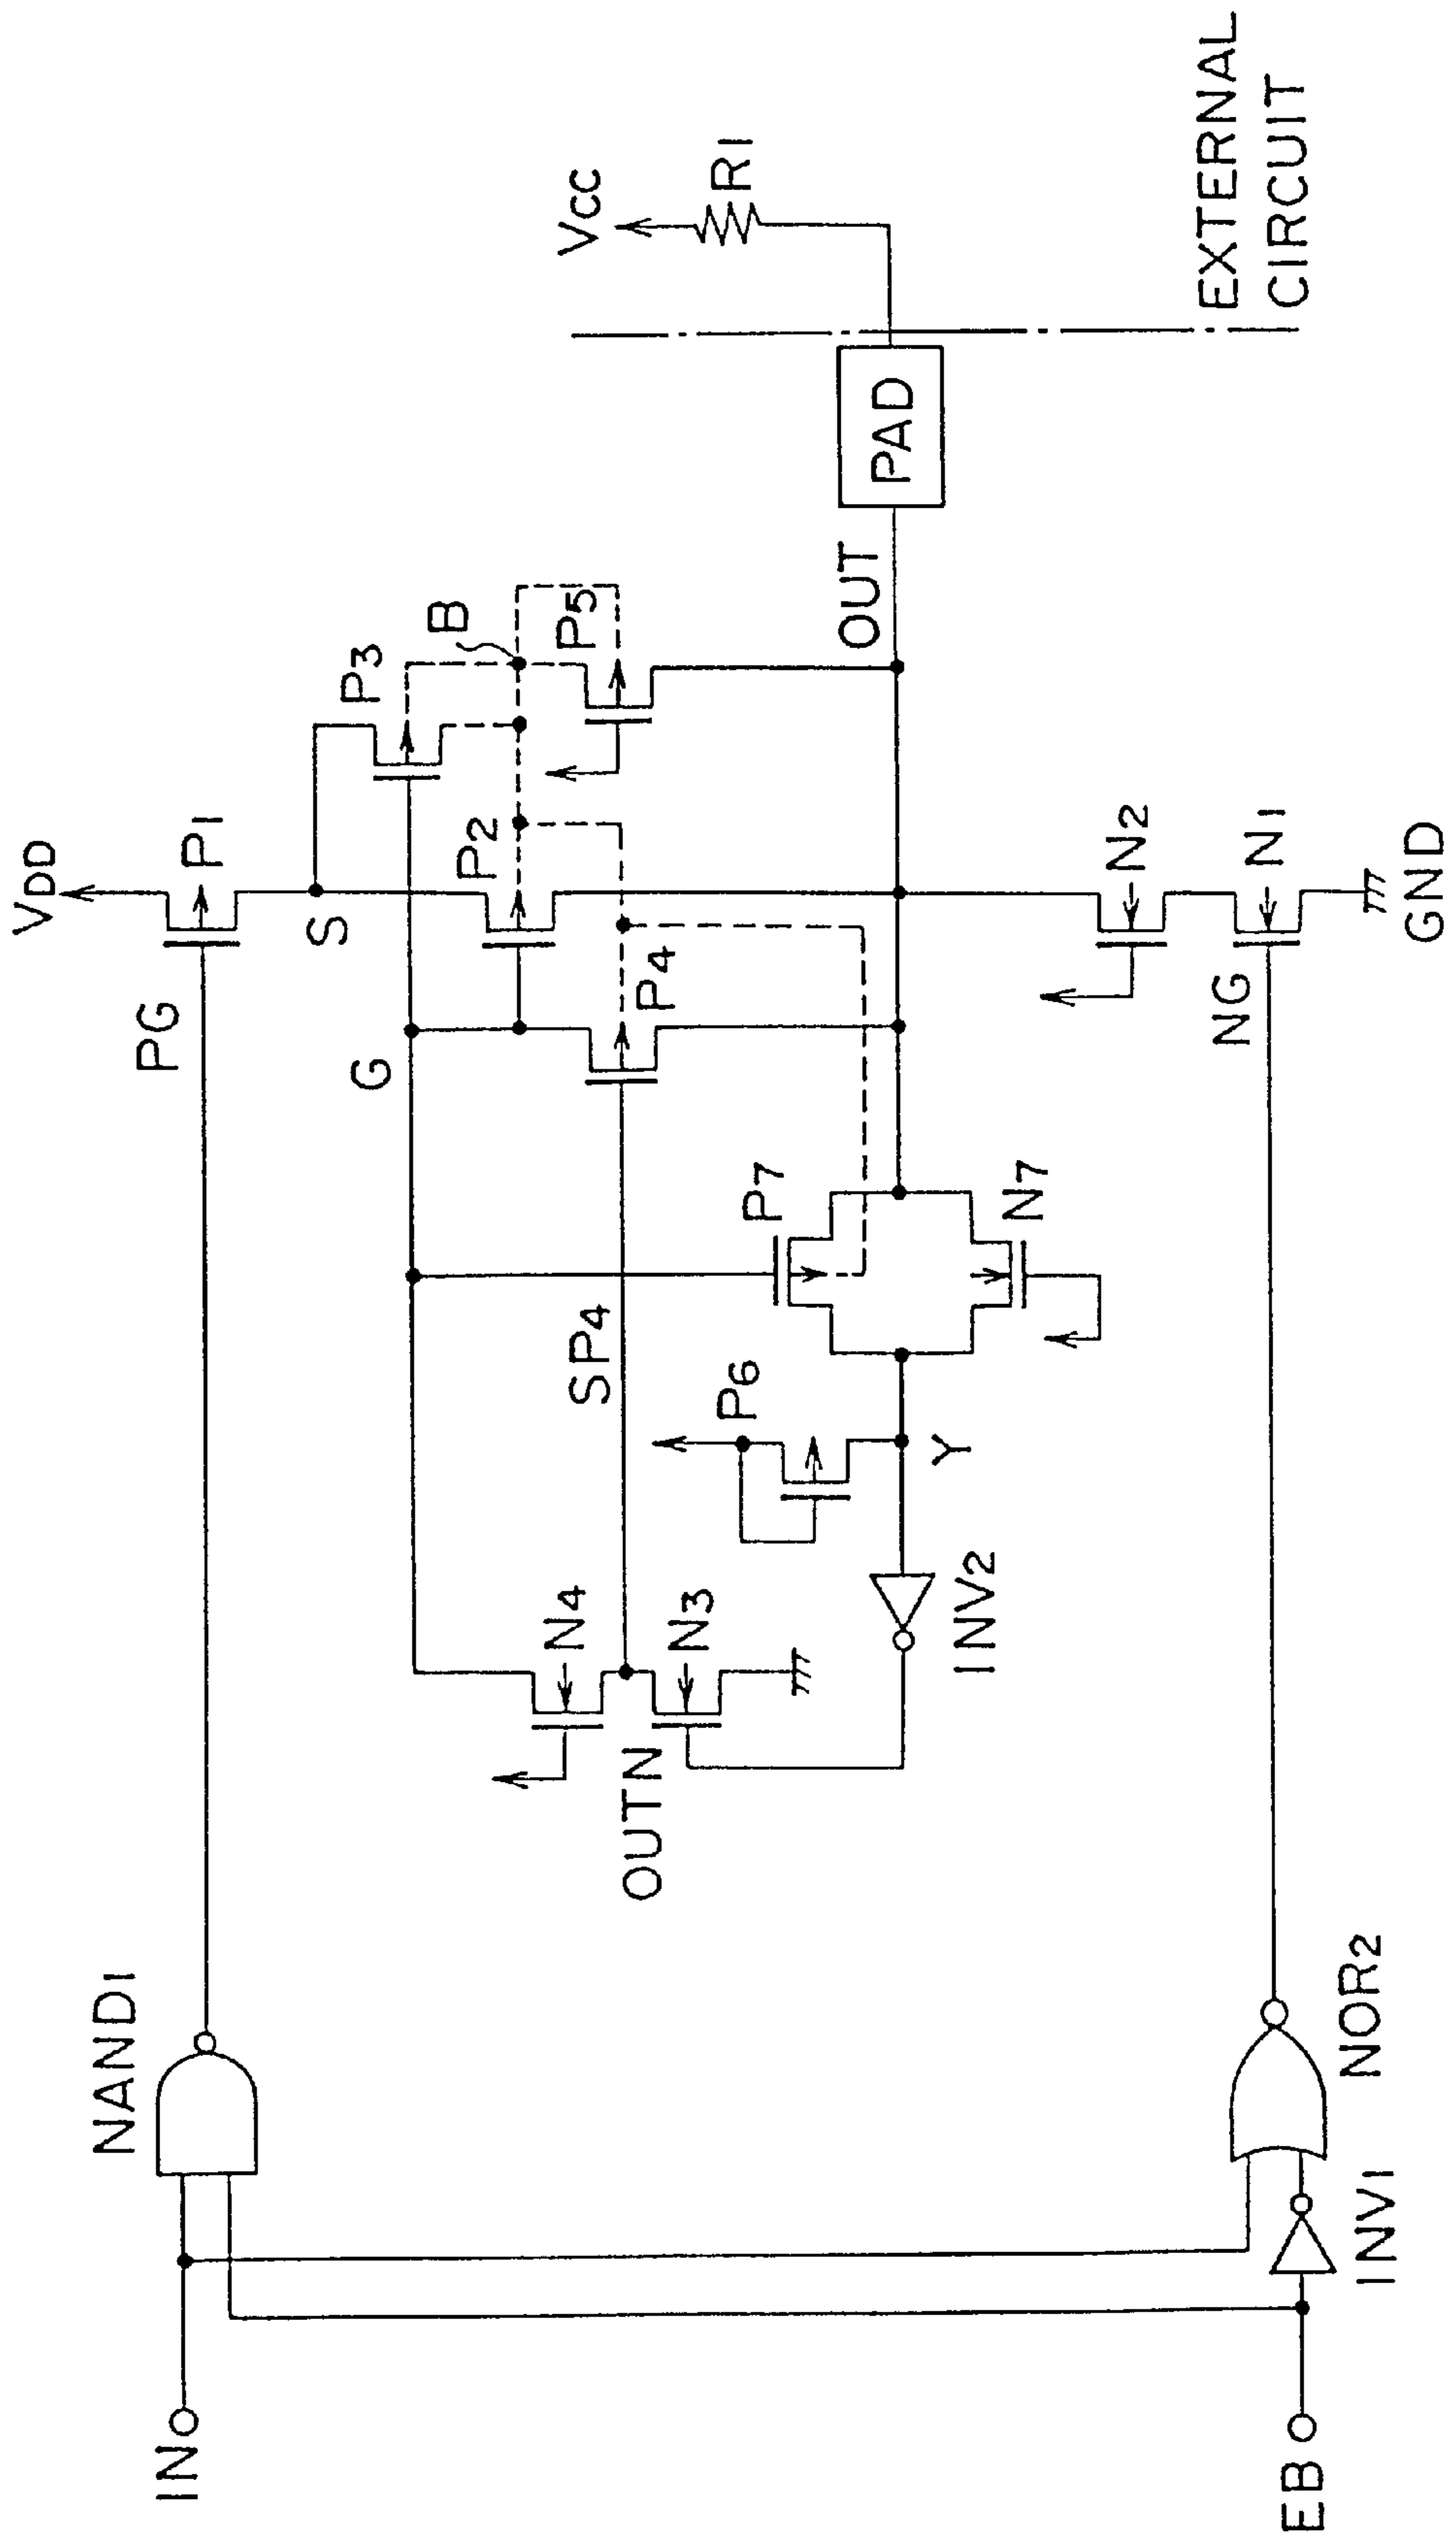 VDD
PG
P1
S
P3
B
P2
P5
G
P4
OUT
PAD
VCC
R1
EXTERNAL
CIRCUIT
P7
N7
SP4
P6
Y
N4
N3
OUTN
INV2
N2
NG
N1
GND
NAND1
NOR2
INV1
IN
EB